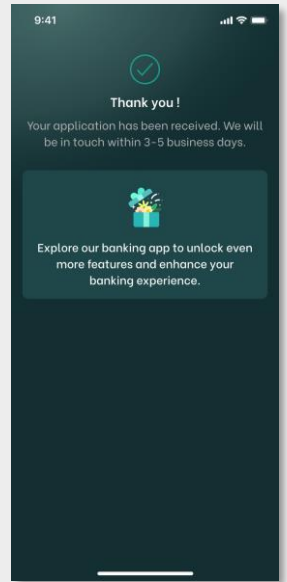 9:41
Thank you !
Your application has been received. We will
be in touch within 3-5 business days.
Explore our banking app to unlock even
more features and enhance your
banking experience.